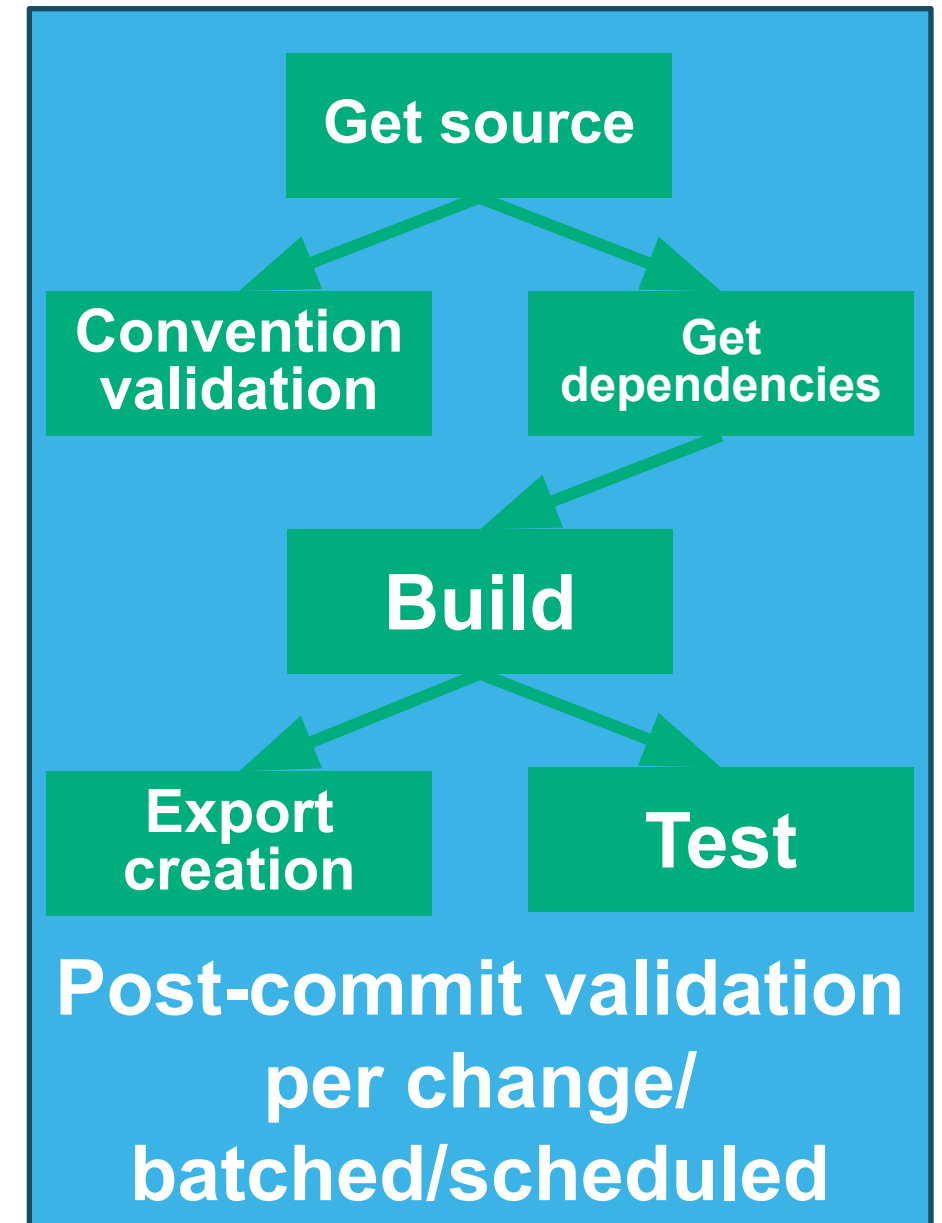 Get source
Convention
validation
Get
dependencies
Build
Export
creation
Test
Post-commit validation
per change/
batched/scheduled